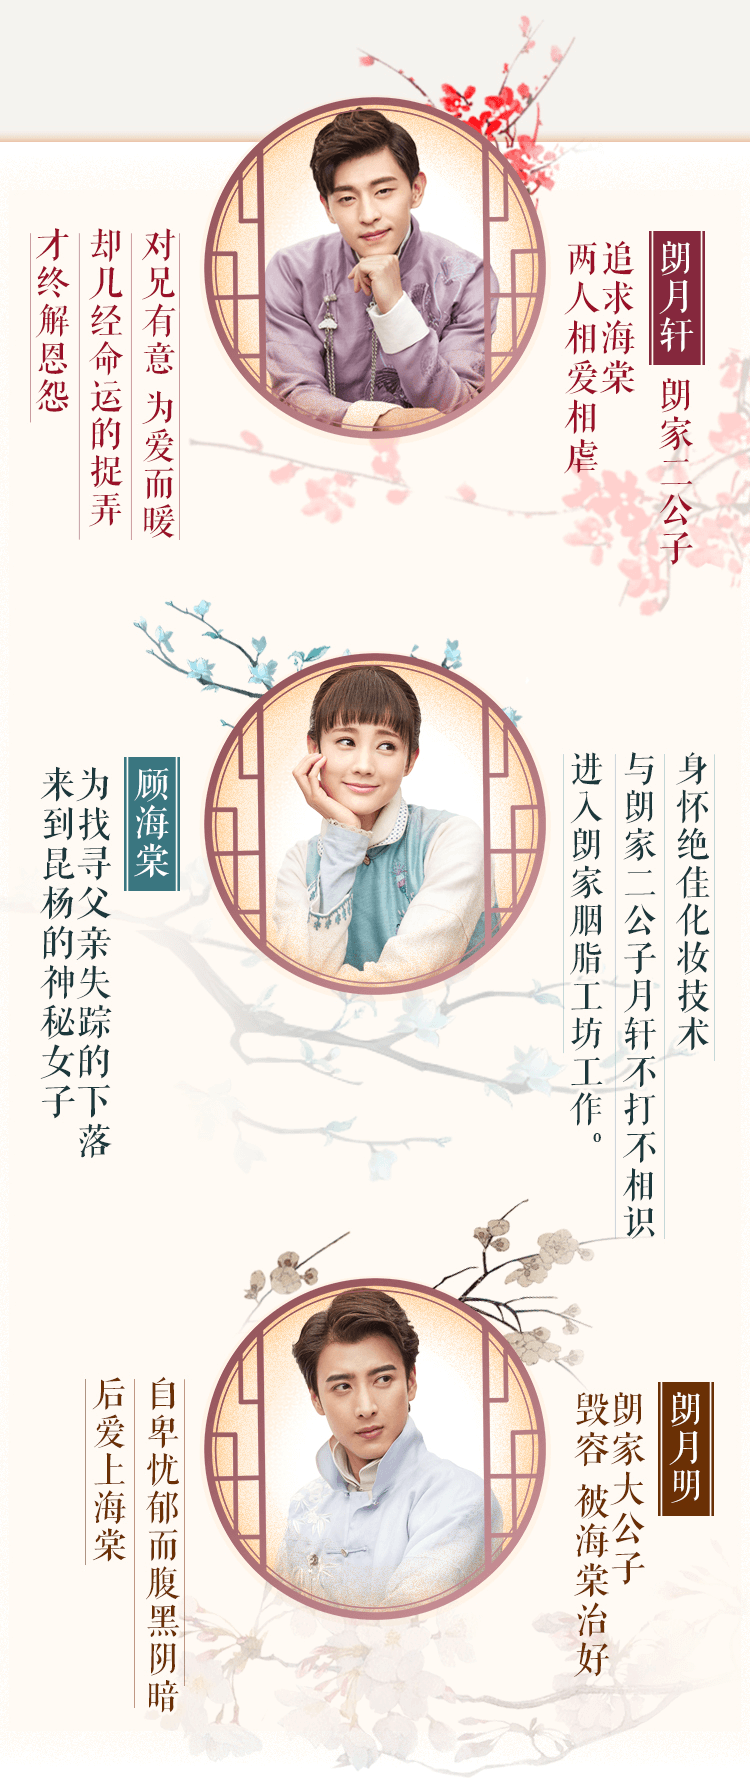 朗月轩
朗家二公子
追求海棠
两人相爱相虐
对兄有意 为爱而暖
却几经命运的捉弄
才终解恩怨
顾海棠
为找寻父亲失踪的下落
来到昆杨的神秘女子
身怀绝佳化妆技术
与朗家二公子月轩不打不相识
进入朗家胭脂工坊工作。
朗月明
朗家大公子
毁容 被海棠治好
自卑忧郁而腹黑阴暗
后爱上海棠